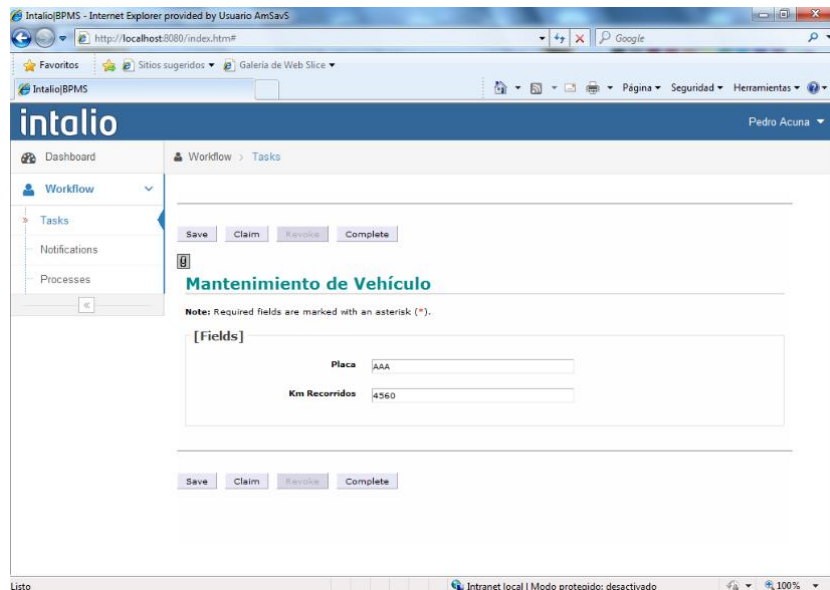 Intalio|BPMS - Internet Explorer provided by Usuario AmSavS
http://localhost:8080/index.htm#
Google
Favoritos Sitios sugeridos Galería de Web Slice
Intalio|BPMS Página Seguridad Herramientas
intalio Pedro Acuna
Dashboard Workflow > Tasks
Workflow
Tasks
Save Claim Revoke Complete
Notifications
Processes
Mantenimiento de Vehículo
Note: Required fields are marked with an asterisk (*).
[Fields]
Placa AAA
Km Recorridos 4560
Save Claim Revoke Complete
Listo Intranet local | Modo protegido: desactivado 100%